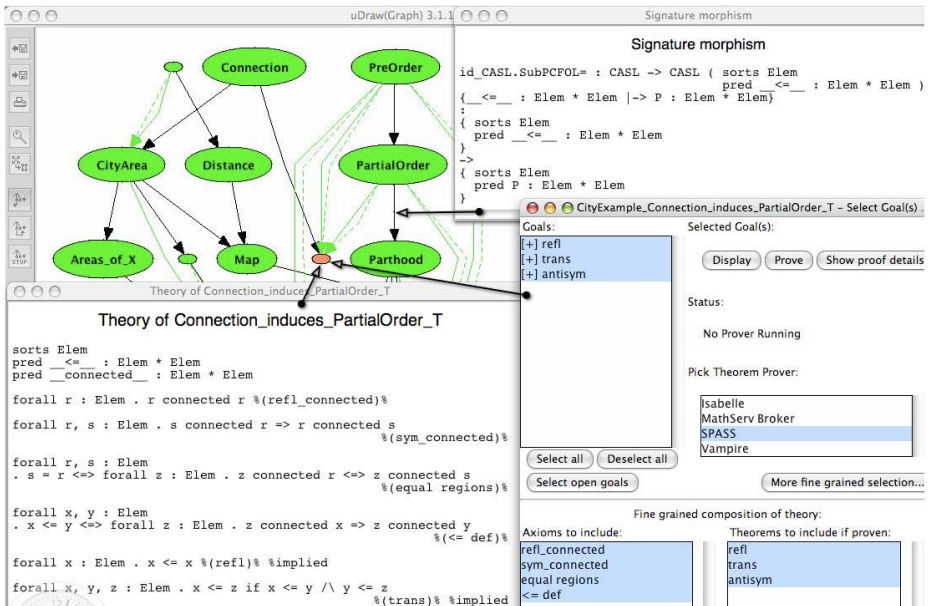 uDraw(Graph) 3.1.1
Connection
PreOrder
CityArea
Distance
PartialOrder
Areas_of_X
Map
Parthood
STOP
Signature morphism
Signature morphism
id_CASL.SubPCFOL= : CASL -> CASL ( sorts Elem
pred __<=__ : Elem * Elem )
{__<=__ : Elem * Elem |-> P : Elem * Elem}
:
{ sorts Elem
pred __<=__ : Elem * Elem
}
->
{ sorts Elem
pred P : Elem * Elem
}
CityExample_Connection_induces_PartialOrder_T – Select Goal(s) .
Goals:
[+] refl
[+] trans
[+] antisym
Select all
Deselect all
Select open goals
Selected Goal(s):
Display
Prove
Show proof details
Status:
No Prover Running
Pick Theorem Prover:
Isabelle
MathServ Broker
SPASS
Vampire
More fine grained selection...
Fine grained composition of theory:
Axioms to include:
refl_connected
sym_connected
equal regions
<= def
Theorems to include if proven:
refl
trans
antisym
Theory of Connection_induces_PartialOrder_T
Theory of Connection_induces_PartialOrder_T
sorts Elem
pred __<=__ : Elem * Elem
pred __connected__ : Elem * Elem
forall r : Elem . r connected r %(refl_connected)%
forall r, s : Elem . s connected r => r connected s
%(sym_connected)%
forall r, s : Elem
. s = r <=> forall z : Elem . z connected r <=> z connected s
%(equal regions)%
forall x, y : Elem
. x <= y <=> forall z : Elem . z connected x => z connected y
%(<= def)%
forall x : Elem . x <= x %(refl)% %implied
forall x, y, z : Elem . x <= z if x <= y /\ y <= z
%(trans)% %implied